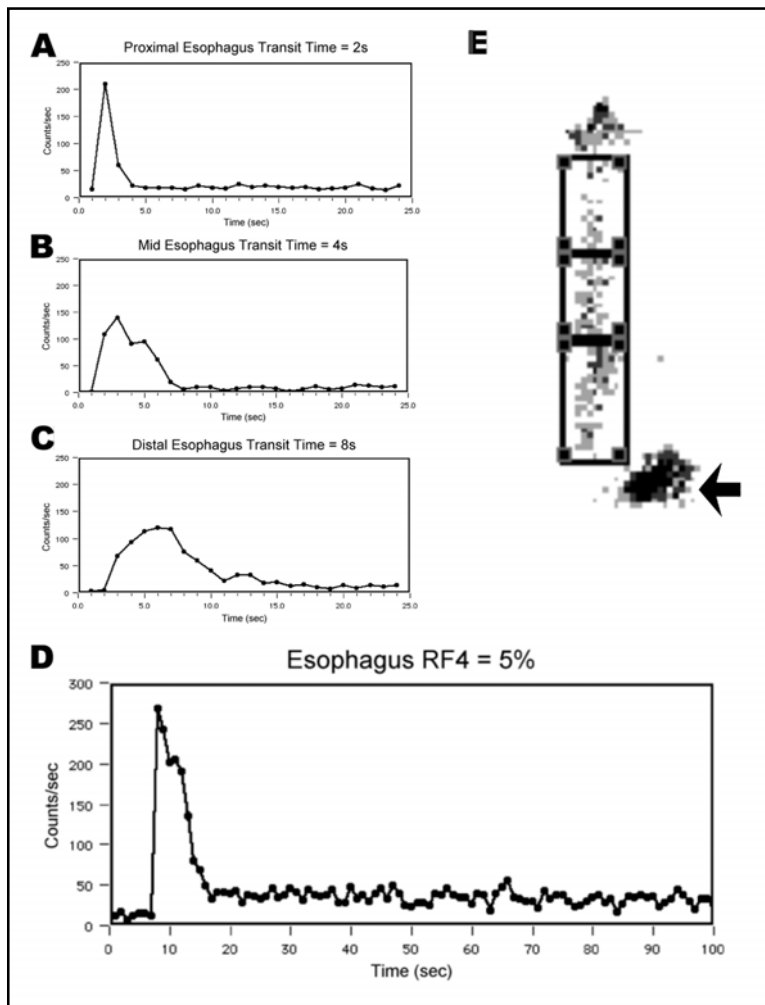 A
Proximal Esophagus Transit Time = 2s
250
200
150
100
50
0
Counts/sec
0.0 5.0 10.0 15.0 20.0 25.0
Time (sec)
B
Mid Esophagus Transit Time = 4s
250
200
150
100
50
0
Counts/sec
0.0 5.0 10.0 15.0 20.0 25.0
Time (sec)
C
Distal Esophagus Transit Time = 8s
250
200
150
100
50
0
Counts/sec
0.0 5.0 10.0 15.0 20.0 25.0
Time (sec)
E
D
Esophagus RF4 = 5%
300
250
200
150
100
50
0
Counts/sec
0 10 20 30 40 50 60 70 80 90 100
Time (sec)